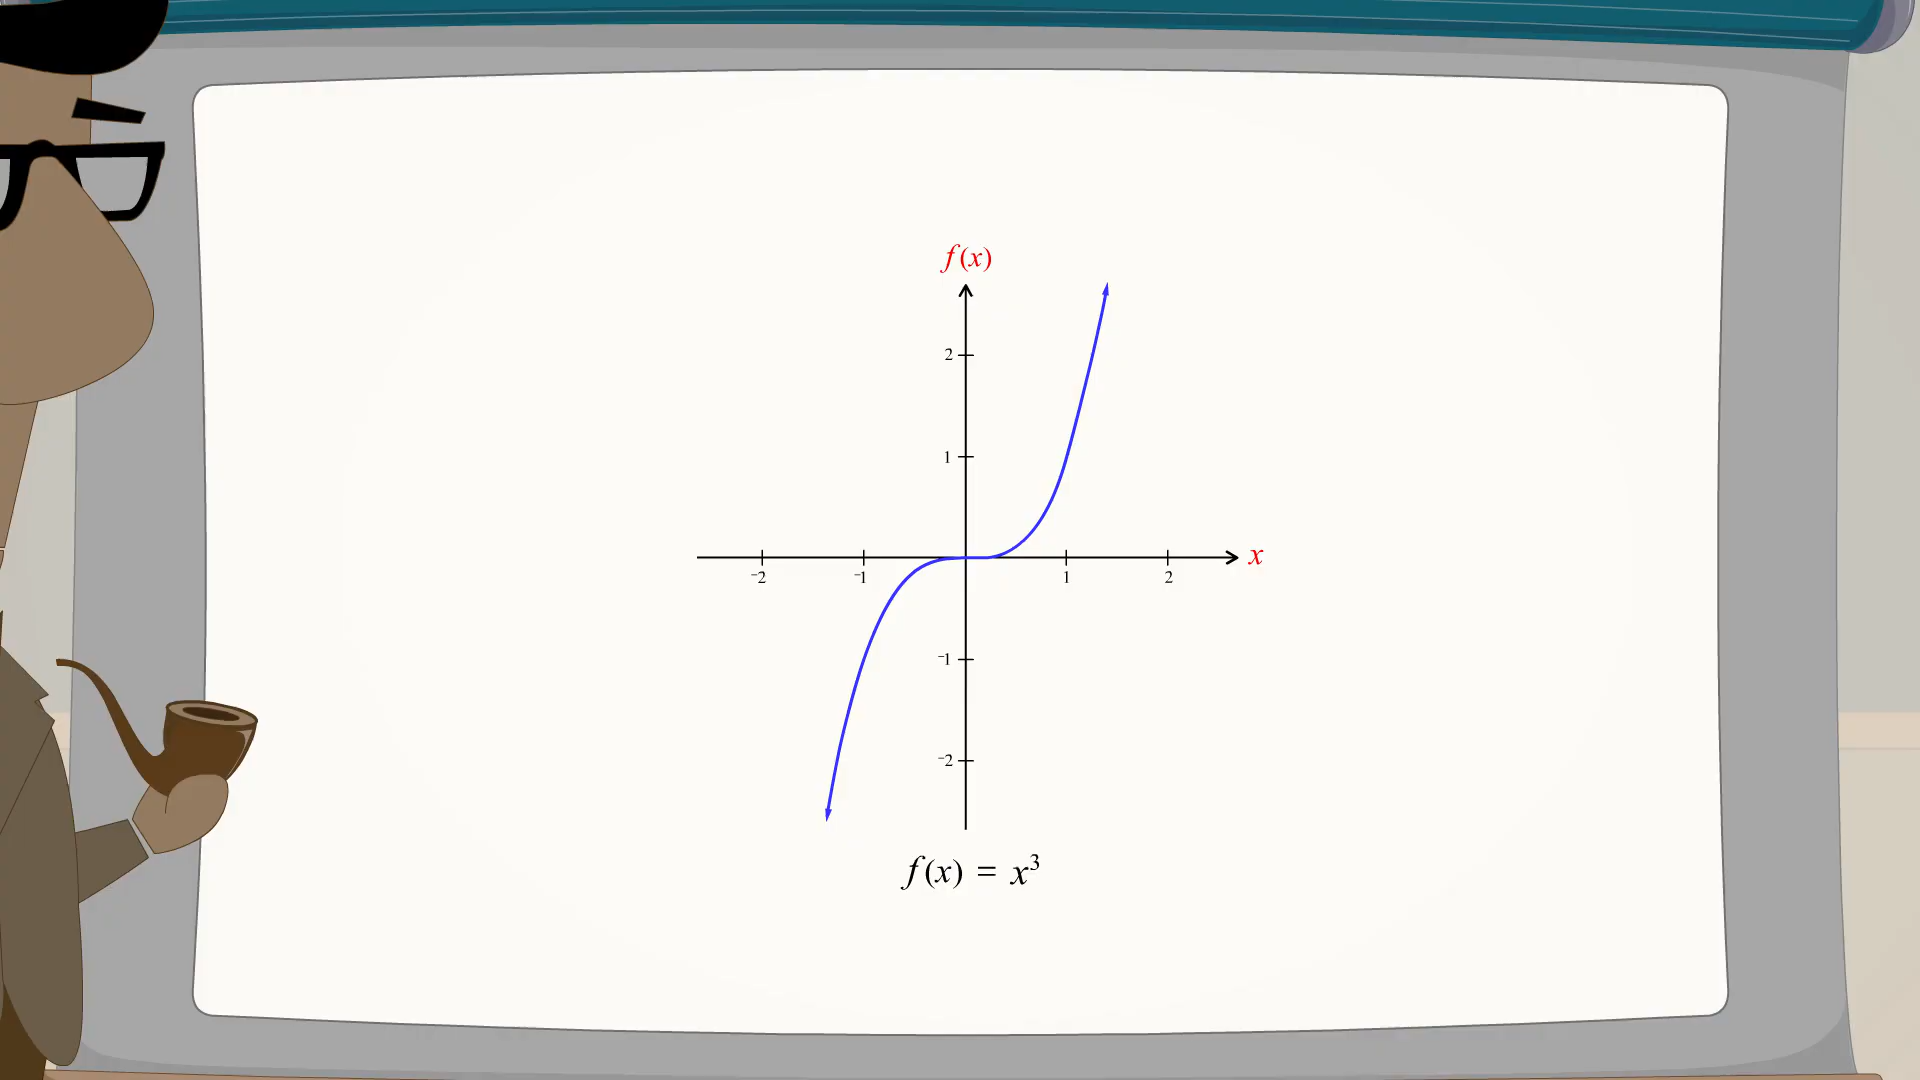 f(x)
2
1
⁻2 ⁻1 1 2 x
⁻1
⁻2
f(x) = x³